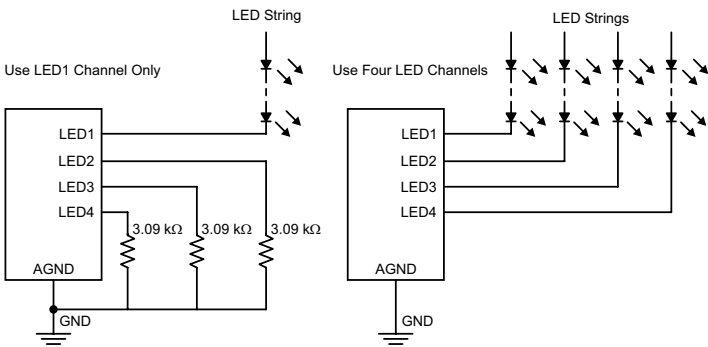 LED String
Use LED1 Channel Only
LED1
LED2
LED3
LED4
3.09 kΩ
3.09 kΩ
3.09 kΩ
AGND
GND
LED Strings
Use Four LED Channels
LED1
LED2
LED3
LED4
AGND
GND